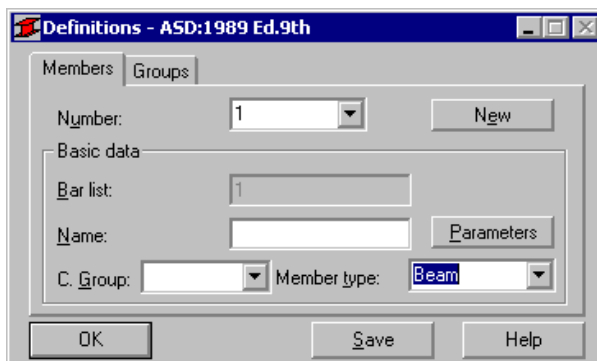 Definitions - ASD:1989 Ed.9th
Members Groups
Number: 1 New
Basic data
Bar list: 1
Name: Parameters
C. Group: Member type: Beam
OK Save Help